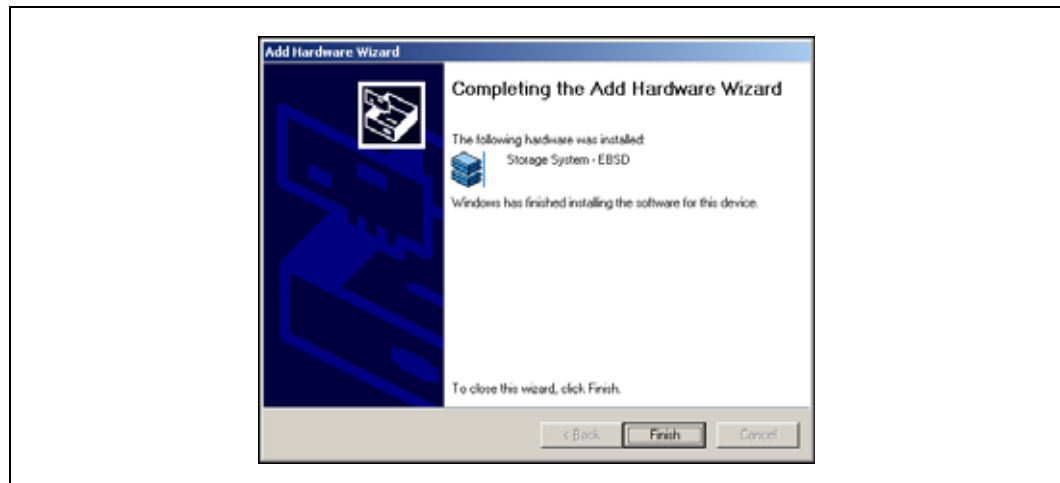 Add Hardware Wizard
Completing the Add Hardware Wizard
The following hardware was installed:
Storage System - EBSD
Windows has finished installing the software for this device.
To close this wizard, click Finish.
< Back Finish Cancel